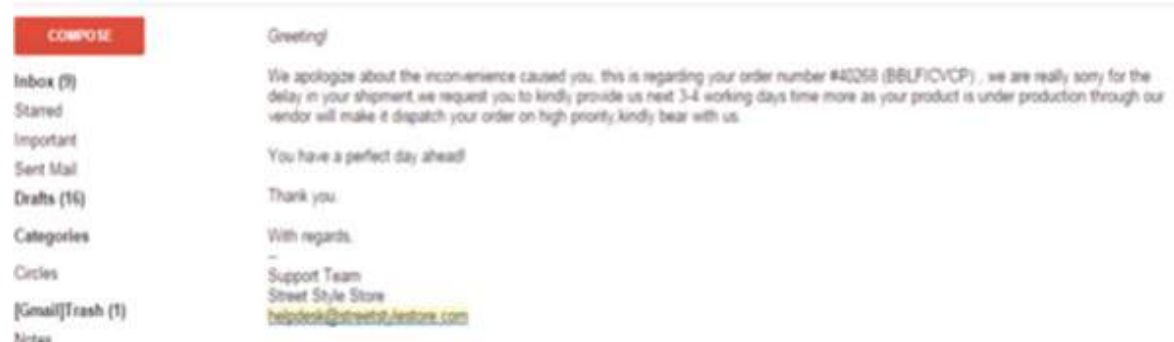 COMPOSE
Inbox (9)
Starred
Important
Sent Mail
Drafts (16)
Categories
Circles
[Gmail]Trash (1)
Notes
Greeting!
We apologize about the inconvenience caused you, this is regarding your order number #40268 (BBLFICVCP) , we are really sorry for the
delay in your shipment,we request you to kindly provide us next 3-4 working days time more as your product is under production through our
vendor will make it dispatch your order on high priority,kindly bear with us.
You have a perfect day ahead!
Thank you.
With regards,
--
Support Team
Street Style Store
helpdesk@streetstylestore.com